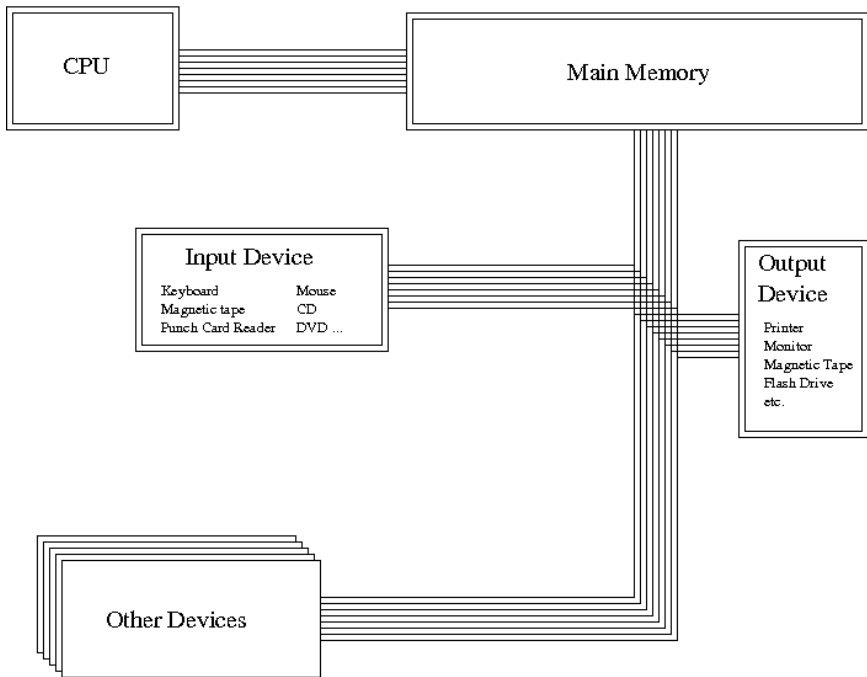 CPU
Main Memory
Input Device
Keyboard Mouse
Magnetic tape CD
Punch Card Reader DVD ...
Output
Device
Printer
Monitor
Magnetic Tape
Flash Drive
etc.
Other Devices